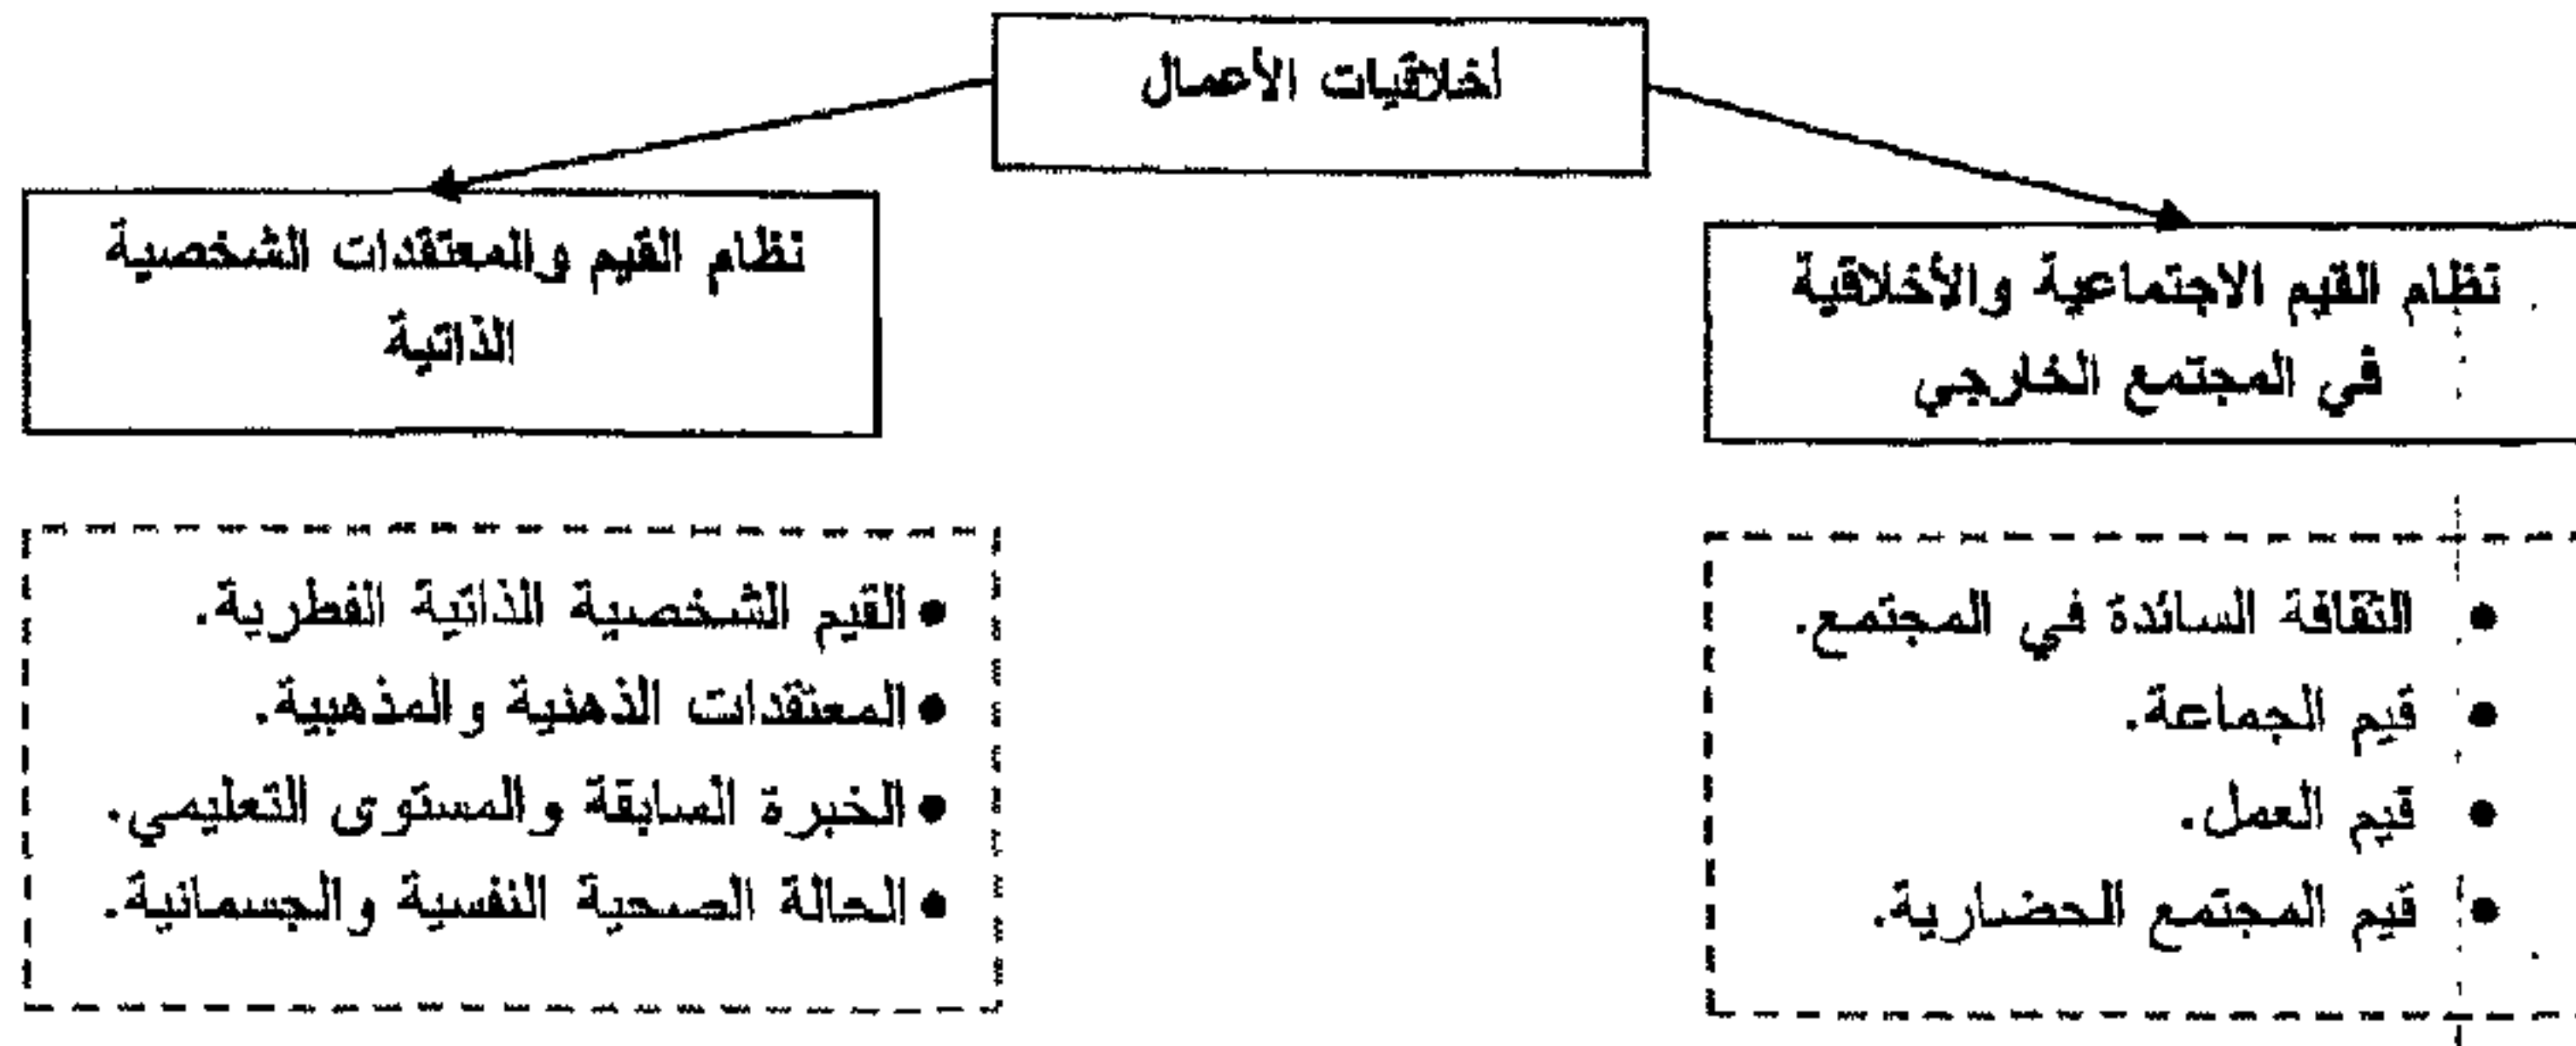 أخلاقيات الأعمال
نظام القيم الاجتماعية والأخلاقية
في المجتمع الخارجي
نظام القيم والمعتقدات الشخصية
الذاتية
• الثقافة السائدة في المجتمع.
• قيم الجماعة.
• قيم العمل.
• قيم المجتمع الحضارية.
• القيم الشخصية الذاتية الفطرية.
• المعتقدات الذهنية والمذهبية.
• الخبرة السابقة والمستوى التعليمي.
• الحالة الصحية النفسية والجسمانية.